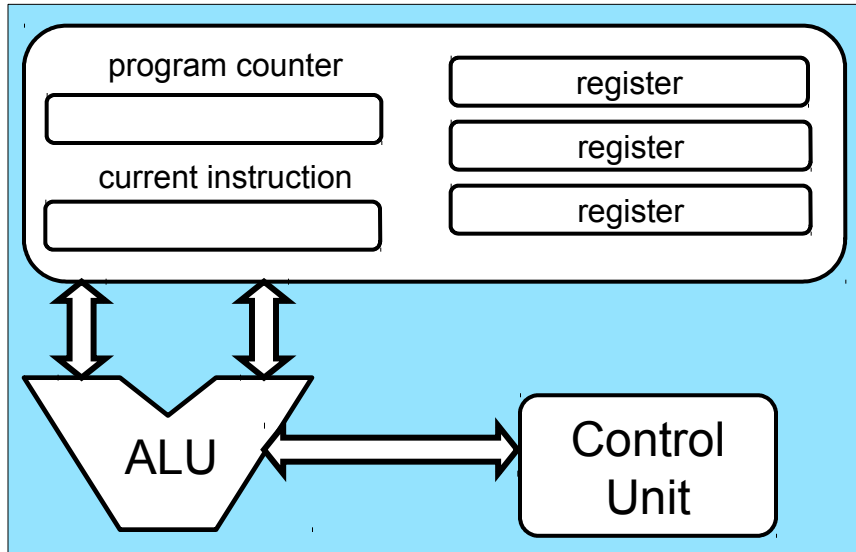 program counter
register
register
current instruction
register
ALU
Control
Unit